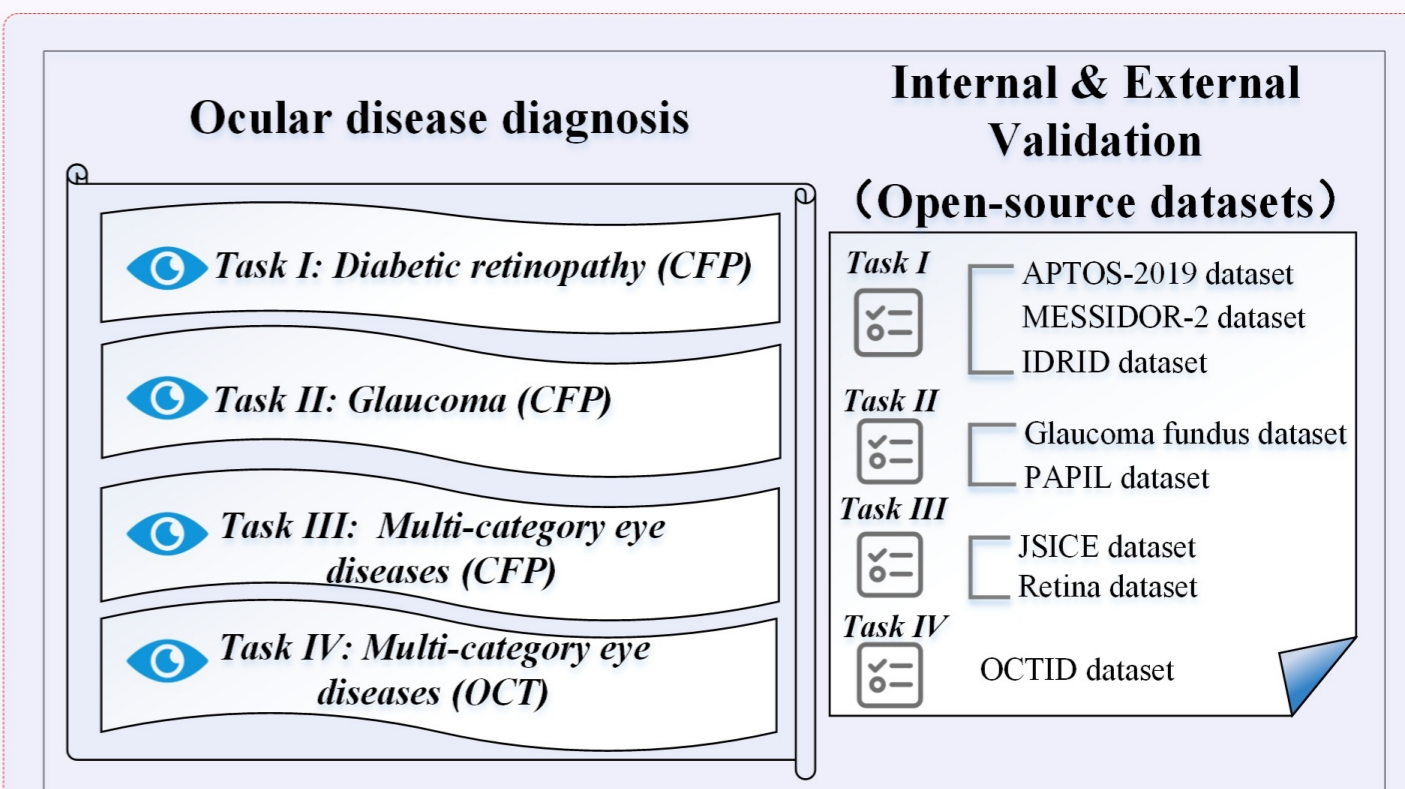 Ocular disease diagnosis
Task I: Diabetic retinopathy (CFP)
Task II: Glaucoma (CFP)
Task III: Multi-category eye
diseases (CFP)
Task IV: Multi-category eye
diseases (OCT)
Internal & External
Validation
（Open-source datasets）
Task I
APTOS-2019 dataset
MESSIDOR-2 dataset
IDRID dataset
Task II
Glaucoma fundus dataset
PAPIL dataset
Task III
JSICE dataset
Retina dataset
Task IV
OCTID dataset